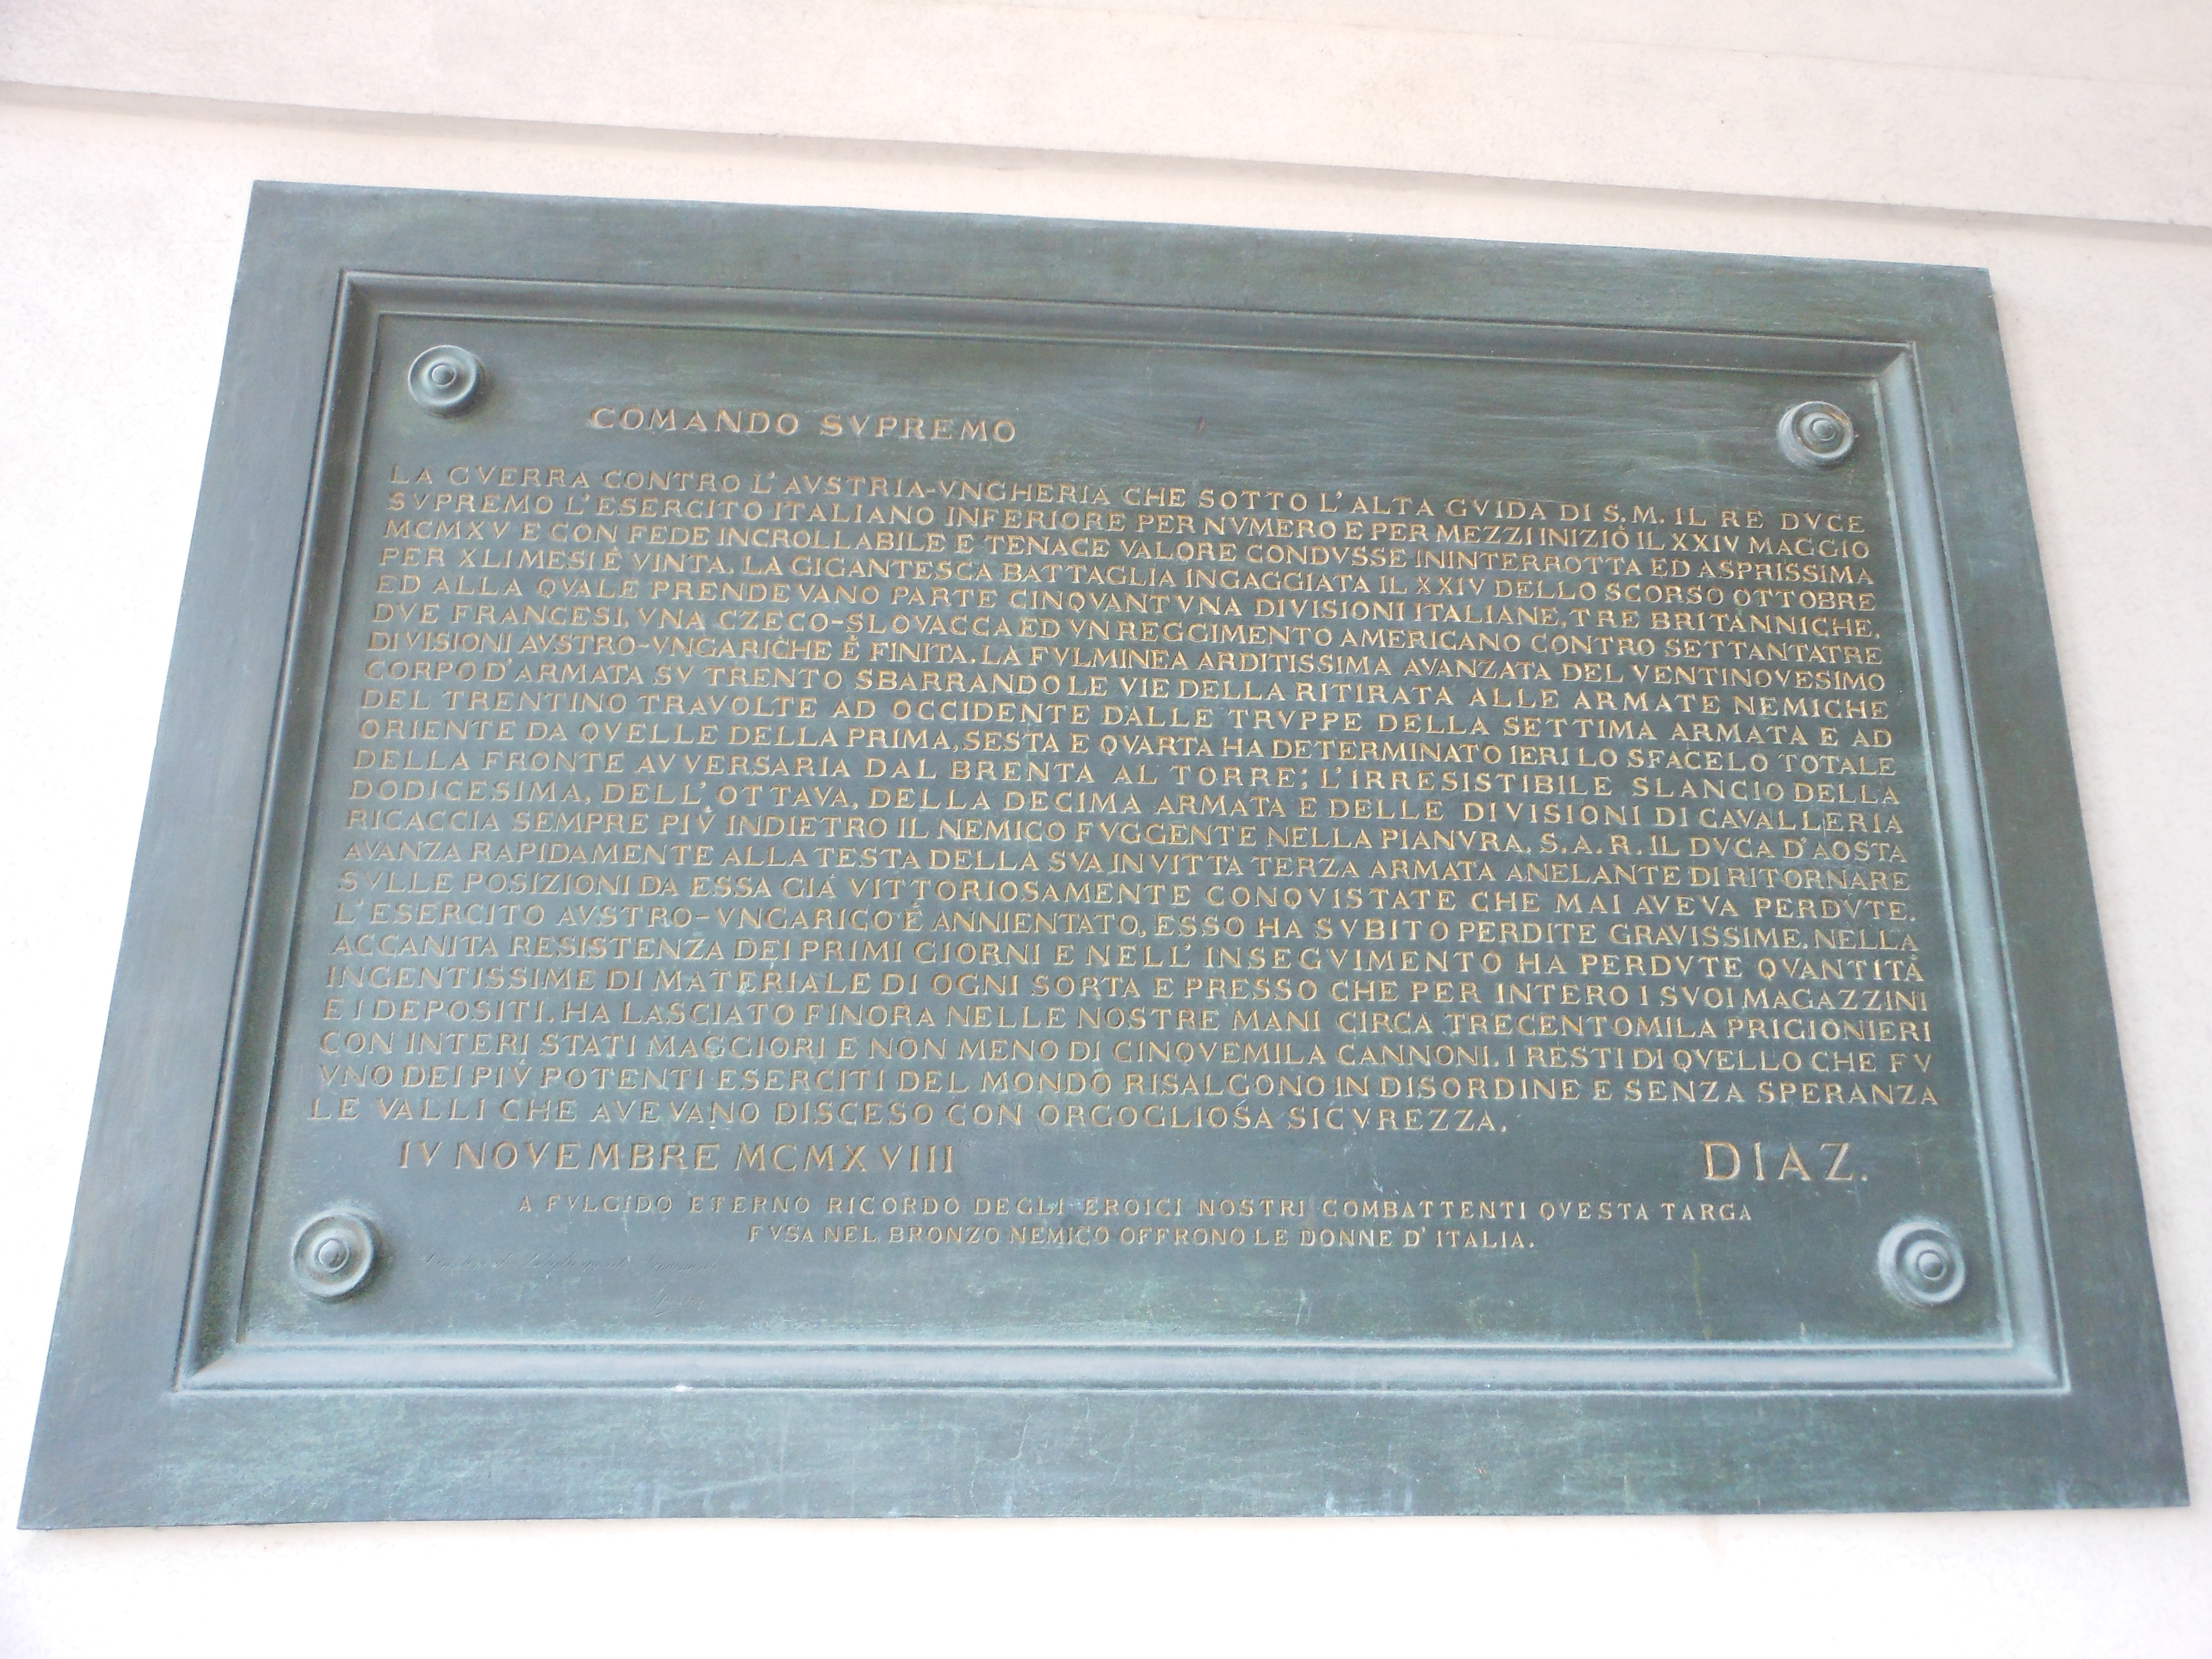 COMANDO SVPREMO
LA GVERRA CONTRO L'AVSTRIA-VNGHERIA CHE SOTTO L'ALTA GVIDA DI S.M. IL RE DVCE
SVPREMO L'ESERCITO ITALIANO INFERIORE PER NVMERO E PER MEZZI INIZIÒ IL XXIV MAGGIO
MCMXV E CON FEDE INCROLLABILE E TENACE VALORE CONDVSSE ININTERROTTA ED ASPRISSIMA
PER XLI MESI È VINTA. LA GIGANTESCA BATTAGLIA INGAGGIATA IL XXIV DELLO SCORSO OTTOBRE
ED ALLA QVALE PRENDEVANO PARTE CINQVANTVNA DIVISIONI ITALIANE, TRE BRITANNICHE,
DVE FRANCESI, VNA CZECO-SLOVACCA ED VN REGGIMENTO AMERICANO CONTRO SETTANTATRE
DIVISIONI AVSTRO-VNGARICHE È FINITA. LA FVLMINEA ARDITISSIMA AVANZATA DEL VENTINOVESIMO
CORPO D'ARMATA SV TRENTO SBARRANDO LE VIE DELLA RITIRATA ALLE ARMATE NEMICHE
DEL TRENTINO TRAVOLTE AD OCCIDENTE DALLE TRVPPE DELLA SETTIMA ARMATA E AD
ORIENTE DA QVELLE DELLA PRIMA, SESTA E QVARTA HA DETERMINATO IERI LO SFACELO TOTALE
DELLA FRONTE AVVERSARIA DAL BRENTA AL TORRE; L'IRRESISTIBILE SLANCIO DELLA
DODICESIMA, DELL'OTTAVA, DELLA DECIMA ARMATA E DELLE DIVISIONI DI CAVALLERIA
RICACCIA SEMPRE PIÙ INDIETRO IL NEMICO FVGGENTE NELLA PIANVRA. S.A.R. IL DVCA D'AOSTA
AVANZA RAPIDAMENTE ALLA TESTA DELLA SVA INVITTA TERZA ARMATA ANELANTE DI RITORNARE
SVLLE POSIZIONI DA ESSA GIÀ VITTORIOSAMENTE CONQVISTATE CHE MAI AVEVA PERDVTE.
L'ESERCITO AVSTRO-VNGARICO È ANNIENTATO, ESSO HA SVBITO PERDITE GRAVISSIME. NELLA
ACCANITA RESISTENZA DEI PRIMI GIORNI E NELL'INSEGVIMENTO HA PERDVTE QVANTITÀ
INGENTISSIME DI MATERIALE DI OGNI SORTA E PRESSO CHE PER INTERO I SVOI MAGAZZINI
E I DEPOSITI. HA LASCIATO FINORA NELLE NOSTRE MANI CIRCA TRECENTOMILA PRIGIONIERI
CON INTERI STATI MAGGIORI E NON MENO DI CINQVEMILA CANNONI. I RESTI DI QVELLO CHE FV
VNO DEI PIÙ POTENTI ESERCITI DEL MONDO RISALGONO IN DISORDINE E SENZA SPERANZA
LE VALLI CHE AVEVANO DISCESO CON ORGOGLIOSA SICVREZZA.
IV NOVEMBRE MCMXVIII DIAZ.
A FVLGIDO ETERNO RICORDO DEGLI EROICI NOSTRI COMBATTENTI QVESTA TARGA
FVSA NEL BRONZO NEMICO OFFRONO LE DONNE D'ITALIA.